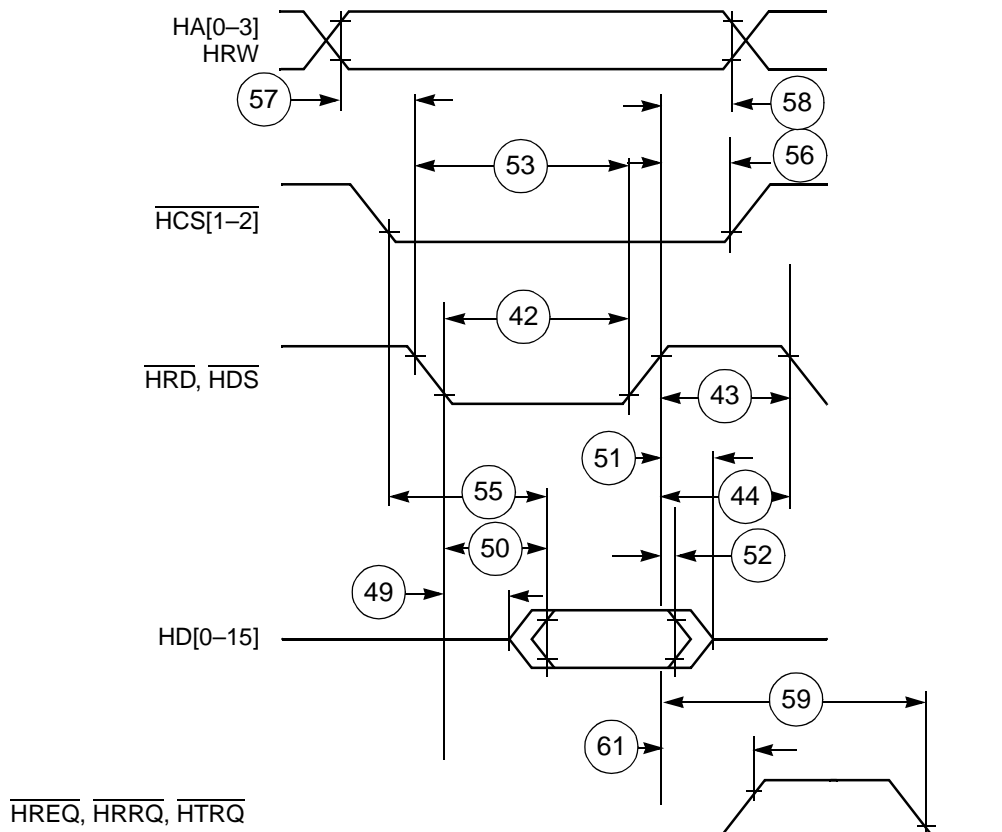 HA[0–3]
HRW
57
58
53
56
HCS[1–2]
42
HRD, HDS
43
51
55
44
50
52
49
HD[0–15]
59
61
HREQ, HRRQ, HTRQ